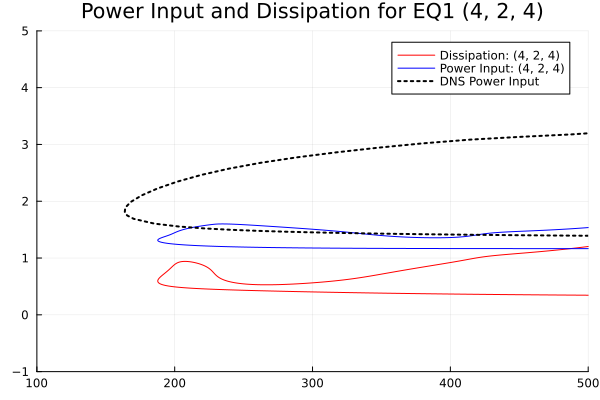 Power Input and Dissipation for EQ1 (4, 2, 4)
5
Dissipation: (4, 2, 4)
Power Input: (4, 2, 4)
DNS Power Input
4
3
2
1
0
−1
100 200 300 400 500